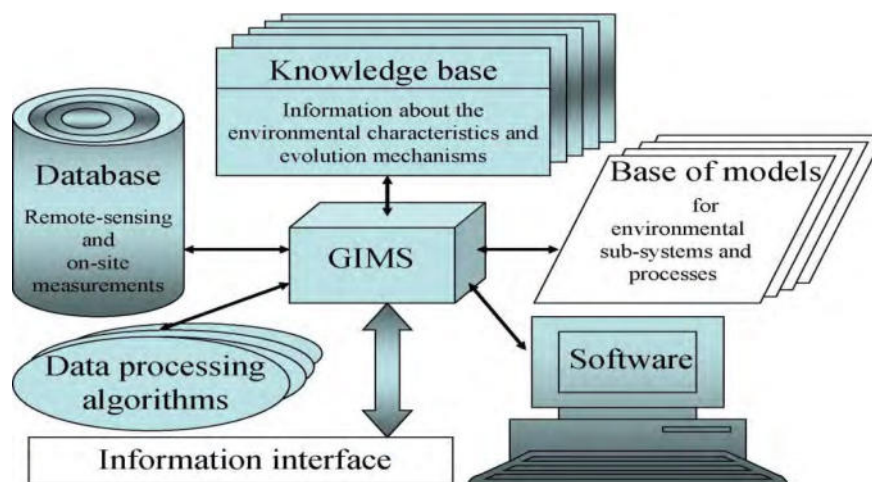 Knowledge base
Information about the
environmental characteristics and
evolution mechanisms
Database
Remote-sensing
and
on-site
measurements
GIMS
Base of models
for
environmental
sub-systems and
processes
Data processing
algorithms
Software
Information interface